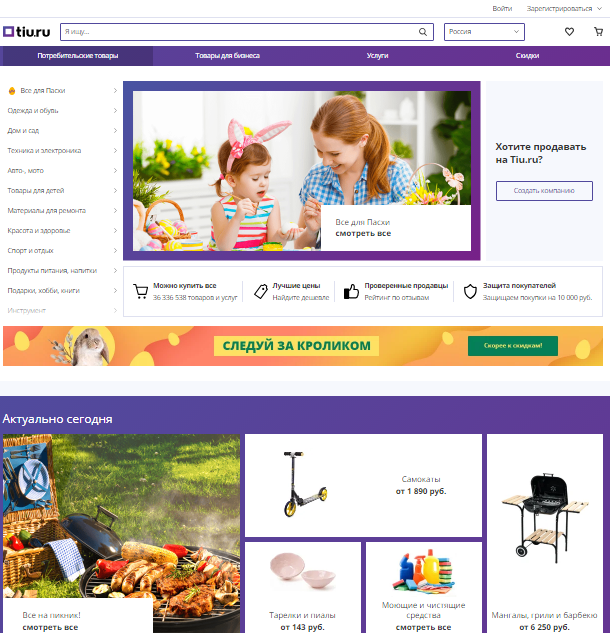 Войти Зарегистрироваться
tiu.ru Я ищу... Россия
Потребительские товары Товары для бизнеса Услуги Скидки
Все для Пасхи
Одежда и обувь
Дом и сад
Техника и электроника
Авто-, мото
Товары для детей
Материалы для ремонта
Красота и здоровье
Спорт и отдых
Продукты питания, напитки
Подарки, хобби, книги
Инструмент
Все для Пасхи
смотреть все
Хотите продавать
на Tiu.ru?
Создать компанию
Можно купить все
36 336 538 товаров и услуг
Лучшие цены
Найдите дешевле
Проверенные продавцы
Рейтинг по отзывам
Защита покупателей
Защищаем покупки на 10 000 руб.
СЛЕДУЙ ЗА КРОЛИКОМ
Скорее к скидкам!
Актуально сегодня
Все на пикник!
смотреть все
Самокаты
от 1 890 руб.
Тарелки и пиалы
от 143 руб.
Моющие и чистящие
средства
смотреть все
Мангалы, грили и барбекю
от 6 250 руб.